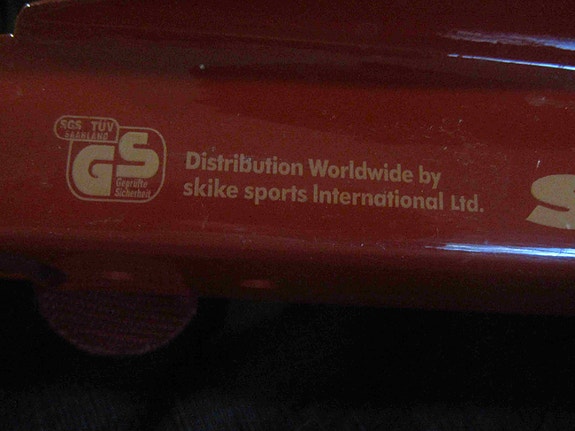 SGS TÜV
SAARLAND
GS
Geprüfte
Sicherheit
Distribution Worldwide by
skike sports International Ltd.
S